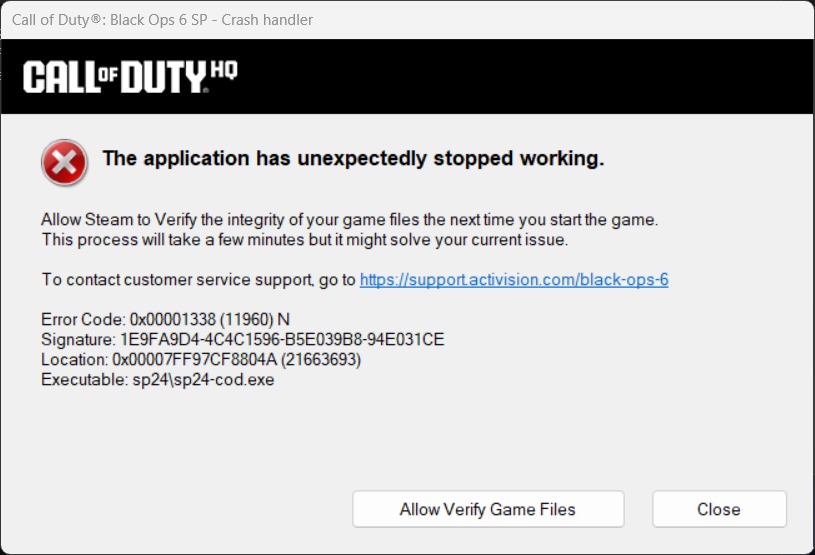 Call of Duty®: Black Ops 6 SP - Crash handler
CALL OF DUTY® HQ
The application has unexpectedly stopped working.
Allow Steam to Verify the integrity of your game files the next time you start the game.
This process will take a few minutes but it might solve your current issue.
To contact customer service support, go to https://support.activision.com/black-ops-6
Error Code: 0x00001338 (11960) N
Signature: 1E9FA9D4-4C4C1596-B5E039B8-94E031CE
Location: 0x00007FF97CF8804A (21663693)
Executable: sp24\sp24-cod.exe
Allow Verify Game Files
Close